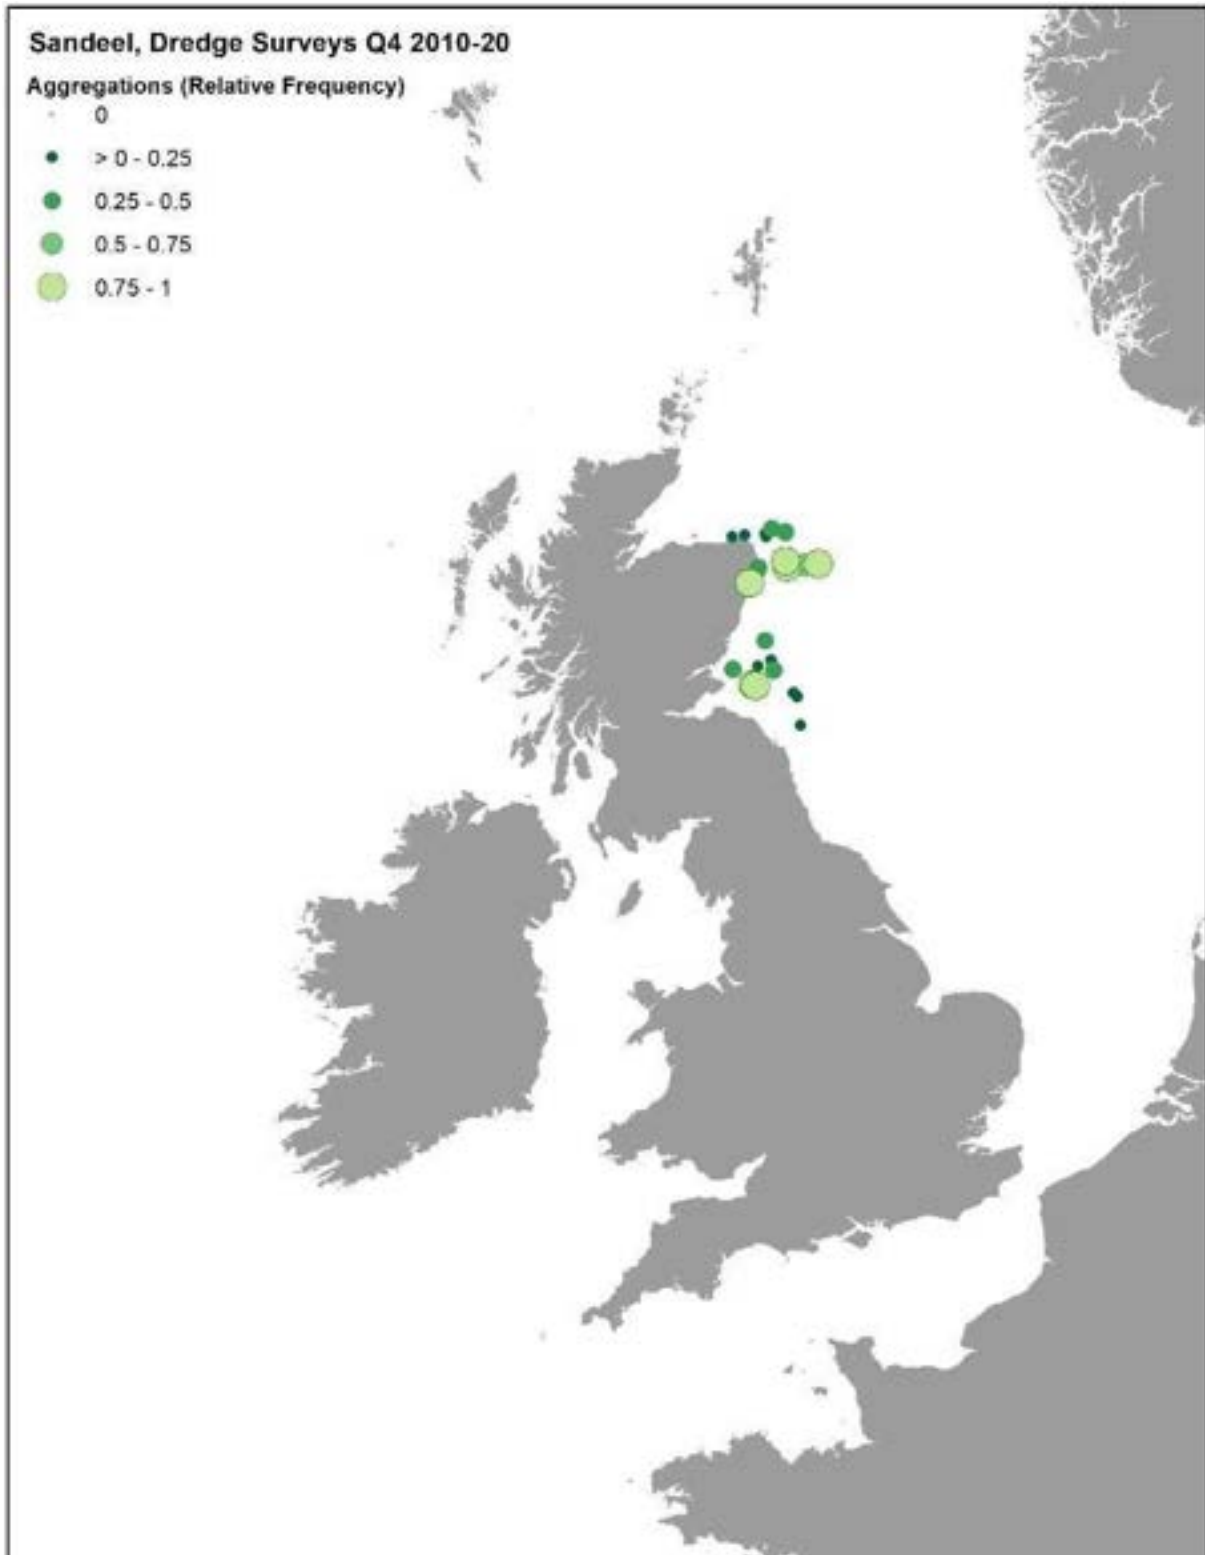 Sandeel, Dredge Surveys Q4 2010-20
Aggregations (Relative Frequency)
0
> 0 - 0.25
0.25 - 0.5
0.5 - 0.75
0.75 - 1